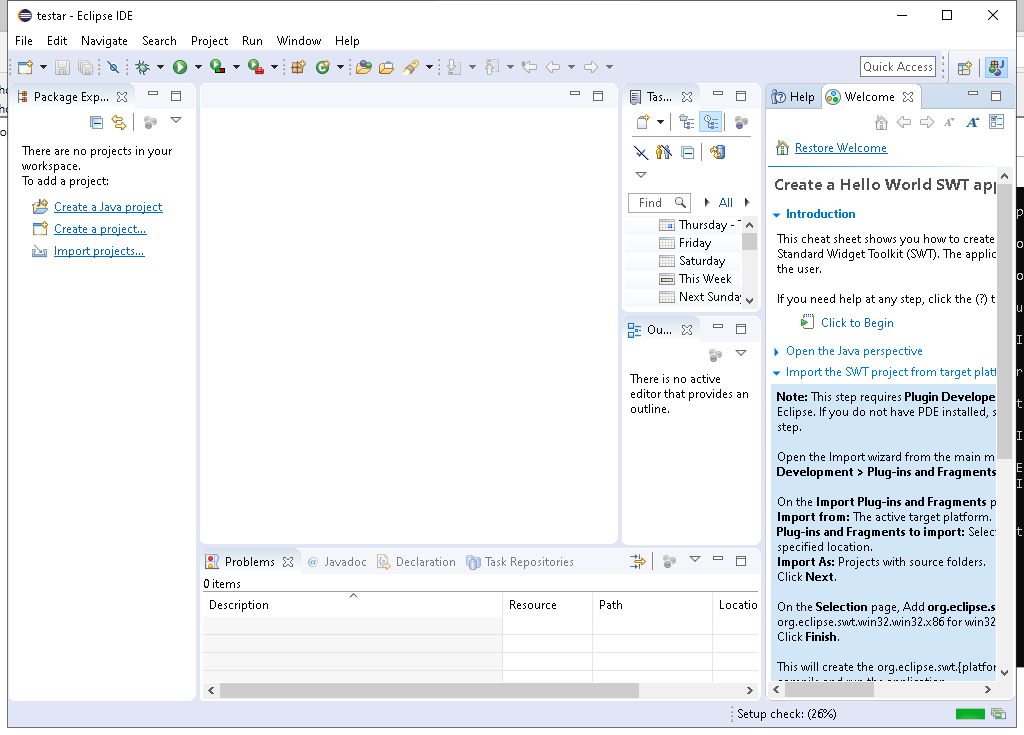 testar - Eclipse IDE
File Edit Navigate Search Project Run Window Help
Quick Access
Package Exp...
There are no projects in your
workspace.
To add a project:
Create a Java project
Create a project...
Import projects...
Tas...
Find
All
Thursday -
Friday
Saturday
This Week
Next Sunda
Ou...
There is no active
editor that provides an
outline.
Help Welcome
Restore Welcome
Create a Hello World SWT app
Introduction
This cheat sheet shows you how to create
Standard Widget Toolkit (SWT). The applic
the user.
If you need help at any step, click the (?) t
Click to Begin
Open the Java perspective
Import the SWT project from target platf
Note: This step requires Plugin Develope
Eclipse. If you do not have PDE installed, s
step.
Open the Import wizard from the main m
Development > Plug-ins and Fragments
On the Import Plug-ins and Fragments p
Import from: The active target platform.
Plug-ins and Fragments to import: Selec
specified location.
Import As: Projects with source folders.
Click Next.
On the Selection page, Add org.eclipse.s
org.eclipse.swt.win32.win32.x86 for win32
Click Finish.
This will create the org.eclipse.swt.{platfor
compile and run the application.
Problems @ Javadoc Declaration Task Repositories
0 items
Description Resource Path Locatio
Setup check: (26%)